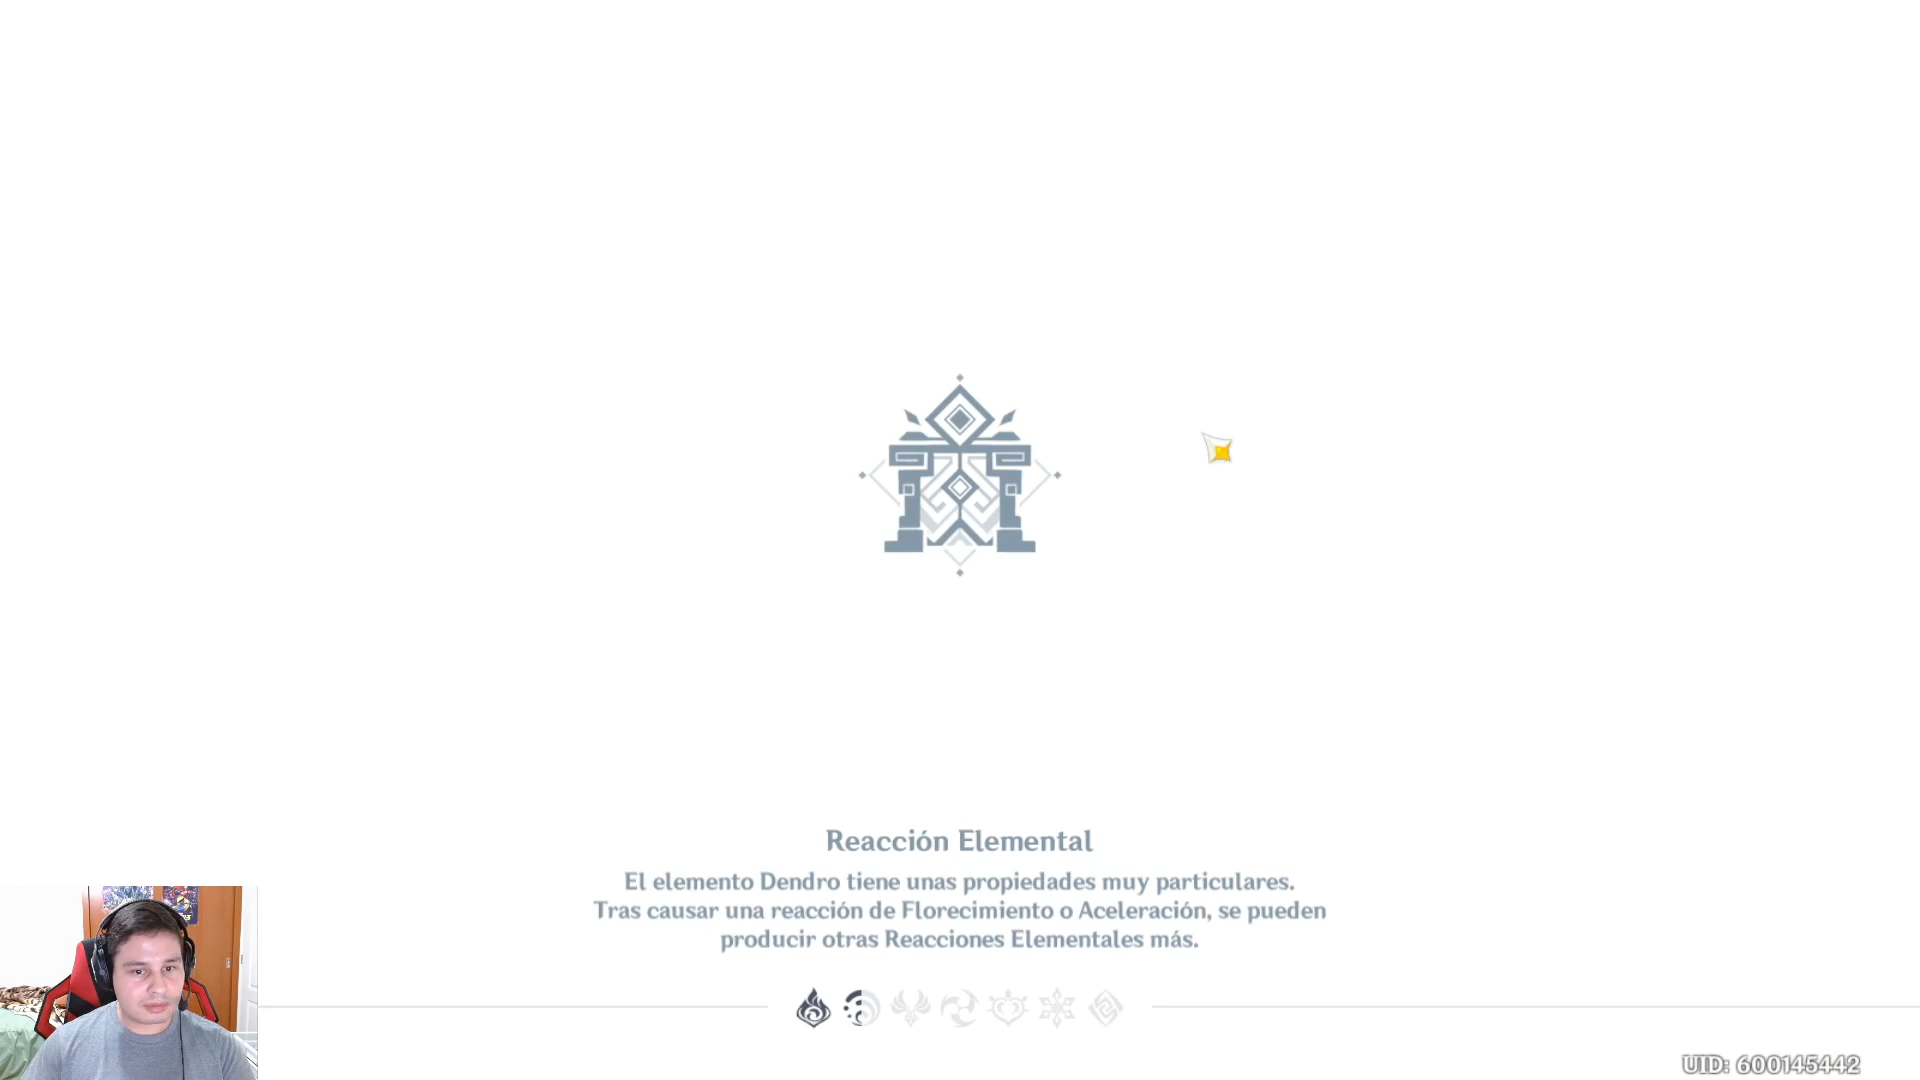 Reacción Elemental
El elemento Dendro tiene unas propiedades muy particulares.
Tras causar una reacción de Florecimiento o Aceleración, se pueden
producir otras Reacciones Elementales más.
UID: 600145442